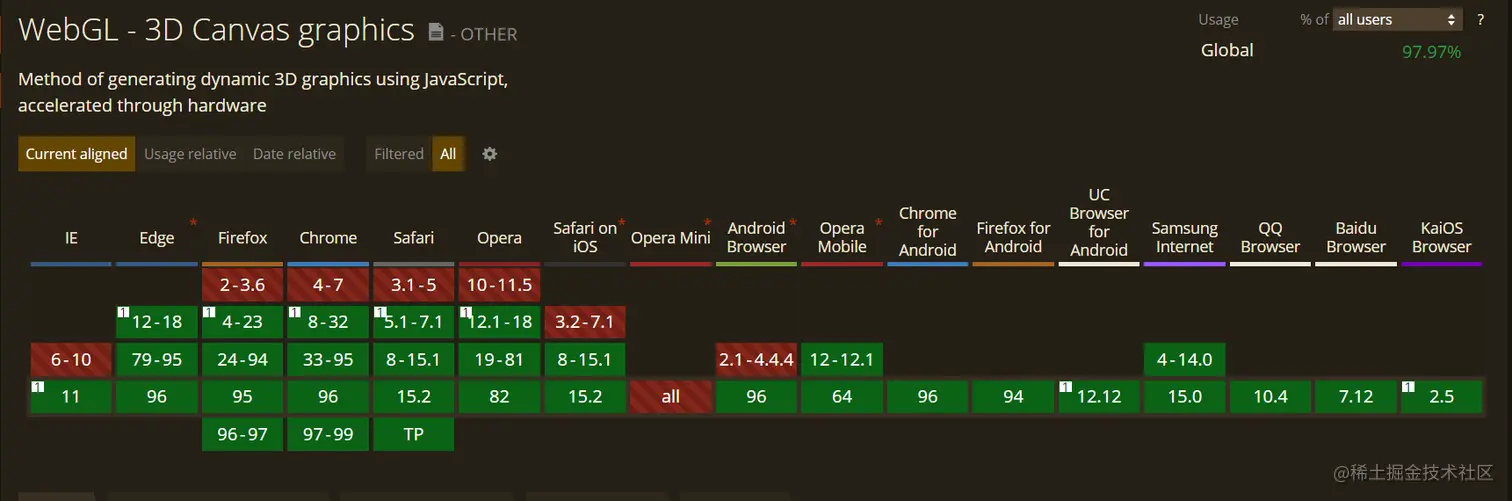 WebGL - 3D Canvas graphics - OTHER
Usage % of all users ?
Global 97.97%
Method of generating dynamic 3D graphics using JavaScript,
accelerated through hardware
Current aligned Usage relative Date relative Filtered All
IE Edge * Firefox Chrome Safari Opera Safari on iOS * Opera Mini * Android Browser * Opera Mobile * Chrome for Android Firefox for Android UC Browser for Android Samsung Internet QQ Browser Baidu Browser KaiOS Browser
2-3.6 4-7 3.1-5 10-11.5
1 12-18 1 4-23 1 8-32 1 5.1-7.1 1 12.1-18 3.2-7.1
6-10 79-95 24-94 33-95 8-15.1 19-81 8-15.1 2.1-4.4.4 12-12.1 4-14.0
1 11 96 95 96 15.2 82 15.2 all 96 64 96 94 1 12.12 15.0 10.4 7.12 1 2.5
96-97 97-99 TP
@稀土掘金技术社区